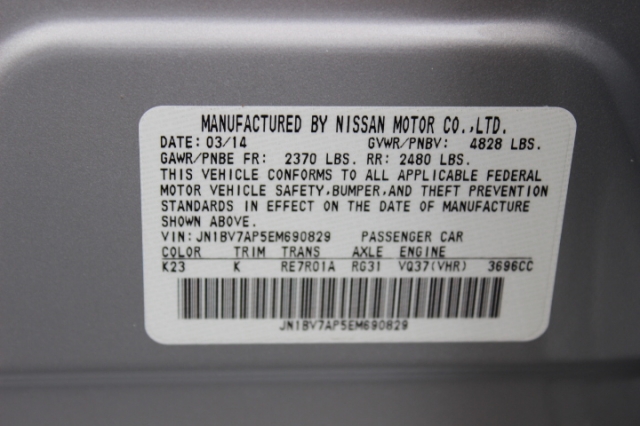 MANUFACTURED BY NISSAN MOTOR CO.,LTD.
DATE: 03/14 GVWR/PNBV: 4828 LBS.
GAWR/PNBE FR: 2370 LBS. RR: 2480 LBS.
THIS VEHICLE CONFORMS TO ALL APPLICABLE FEDERAL
MOTOR VEHICLE SAFETY,BUMPER,AND THEFT PREVENTION
STANDARDS IN EFFECT ON THE DATE OF MANUFACTURE
SHOWN ABOVE.
VIN: JN1BV7AP5EM690829 PASSENGER CAR
COLOR TRIM TRANS AXLE ENGINE
K23 K RE7R01A RG31 VQ37(VHR) 3696CC
JN1BV7AP5EM690829